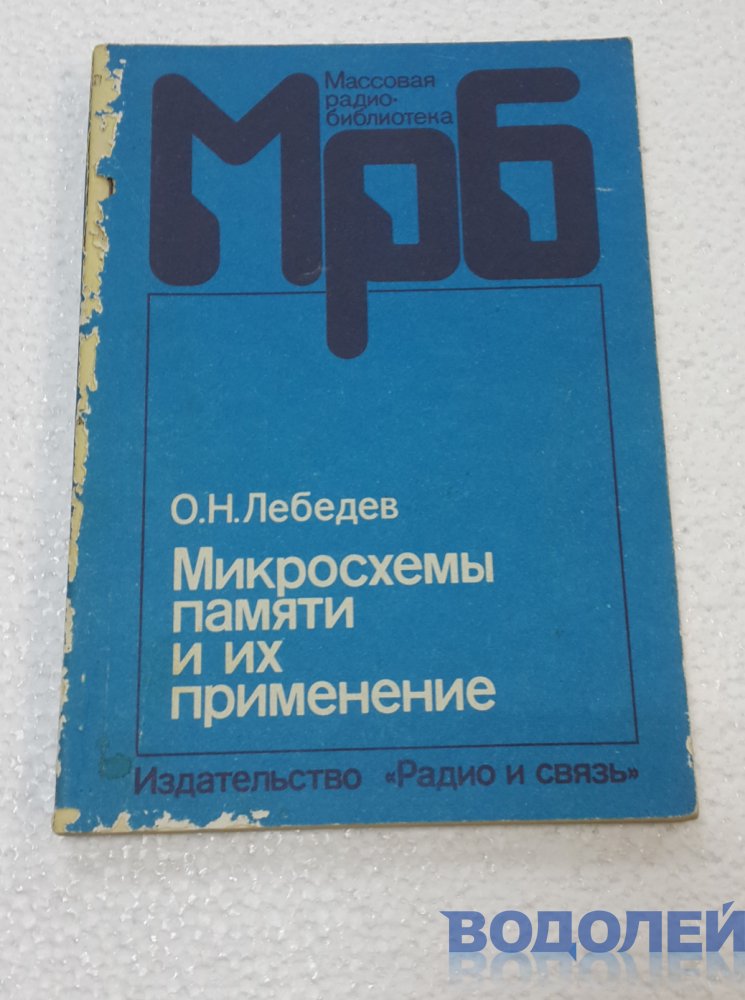 Мрб
Массовая
радио-
библиотека
О.Н.Лебедев
Микросхемы
памяти
и их
применение
Издательство «Радио и связь»
ВОДОЛЕЙ